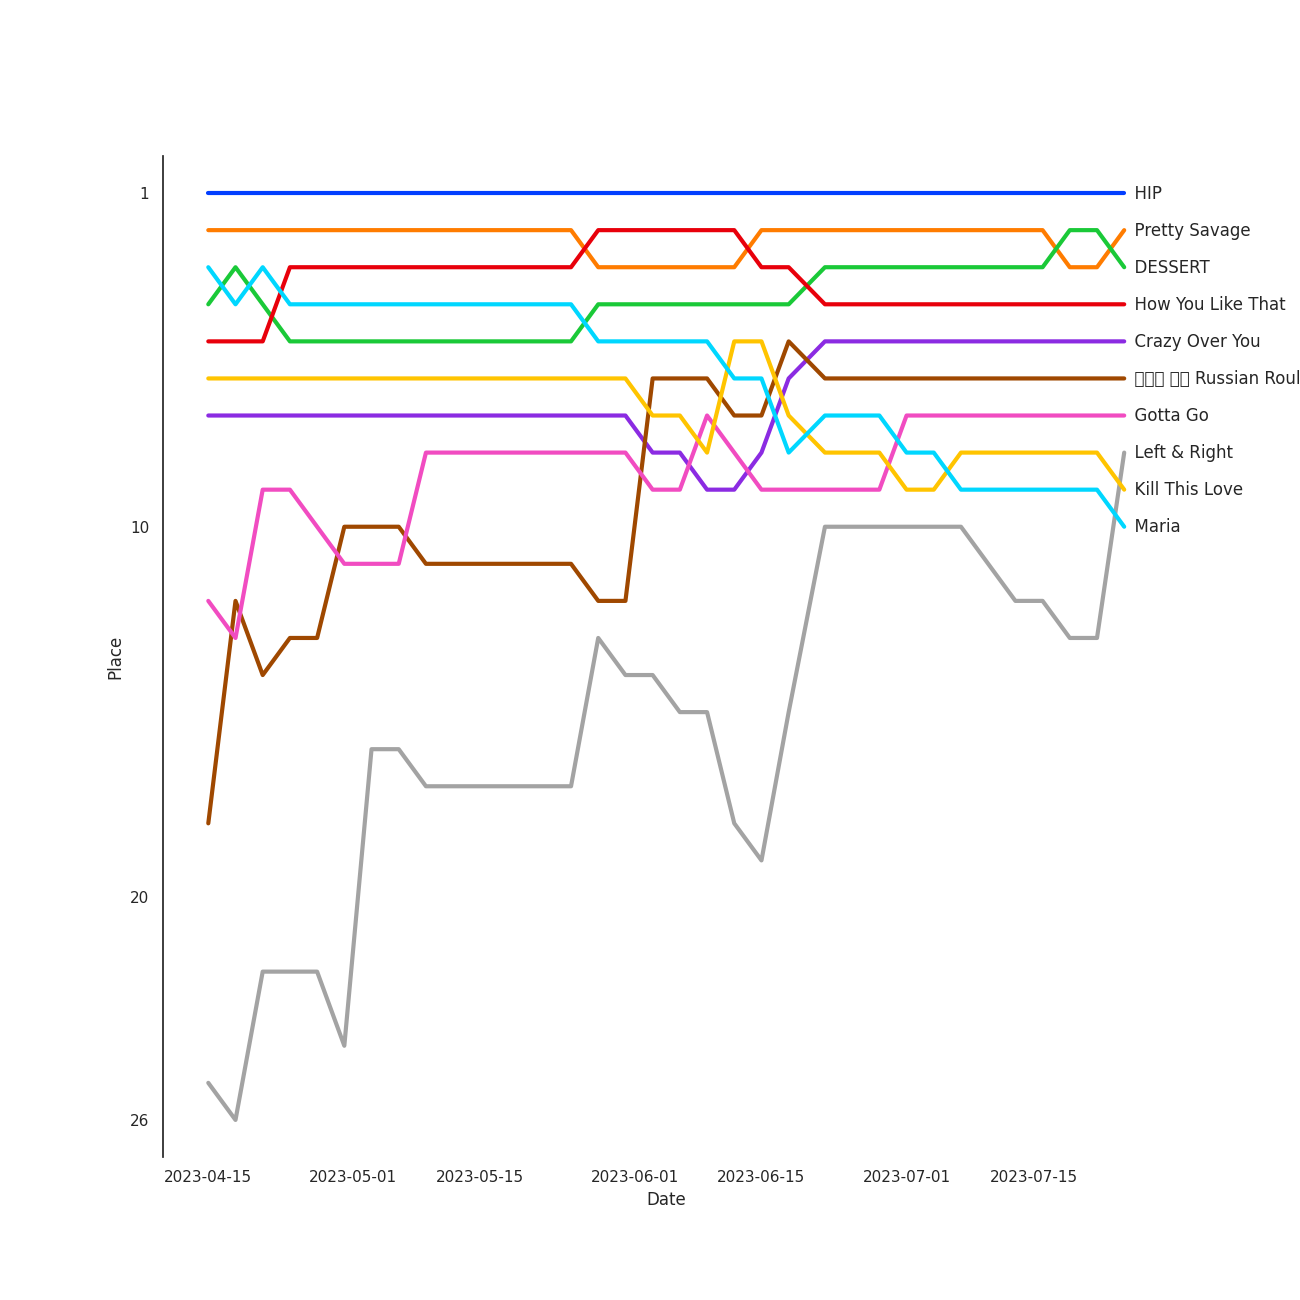 1
10
20
26
Place
HIP
Pretty Savage
DESSERT
How You Like That
Crazy Over You
Russian Roul
Gotta Go
Left & Right
Kill This Love
Maria
2023-04-15 2023-05-01 2023-05-15 2023-06-01 2023-06-15 2023-07-01 2023-07-15
Date